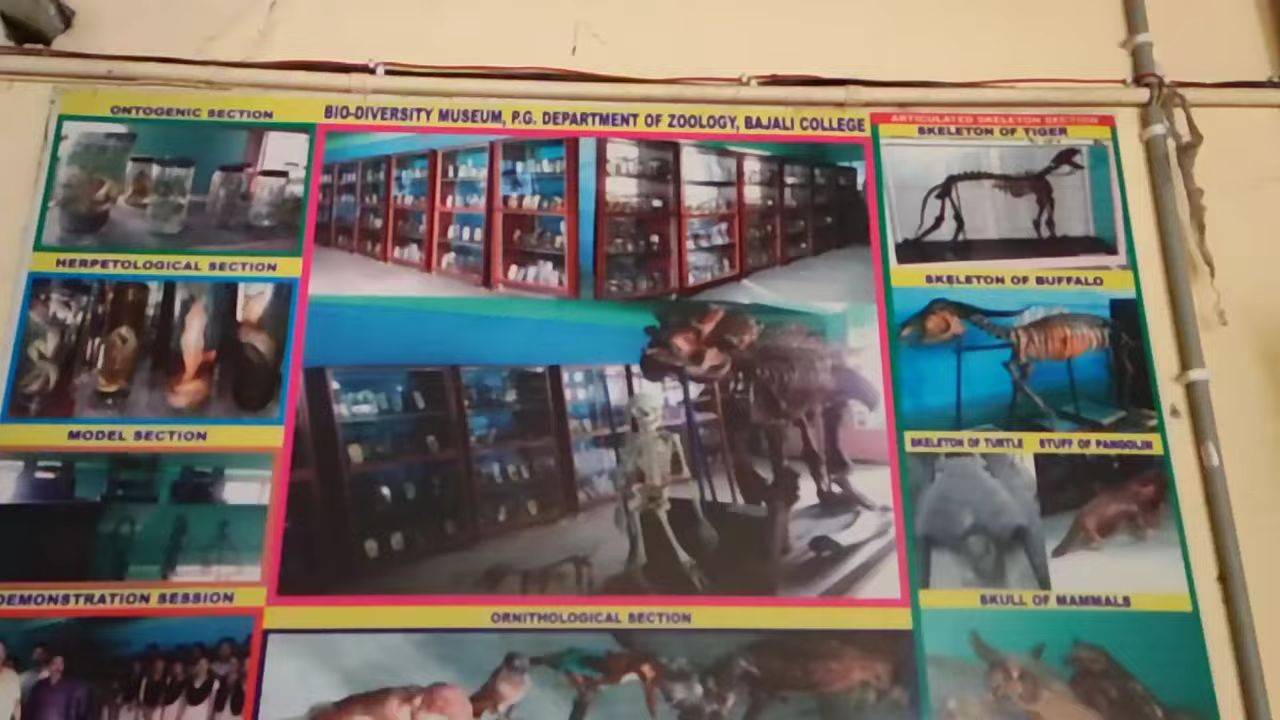 ONTOGENIC SECTION
BIO-DIVERSITY MUSEUM, P.G. DEPARTMENT OF ZOOLOGY, BAJALI COLLEGE
ARTICULATED SKELETON SECTION
SKELETON OF TIGER
HERPETOLOGICAL SECTION
SKELETON OF BUFFALO
MODEL SECTION
SKELETON OF TURTLE STUFF OF PANGOLIN
DEMONSTRATION SESSION
SKULL OF MAMMALS
ORNITHOLOGICAL SECTION